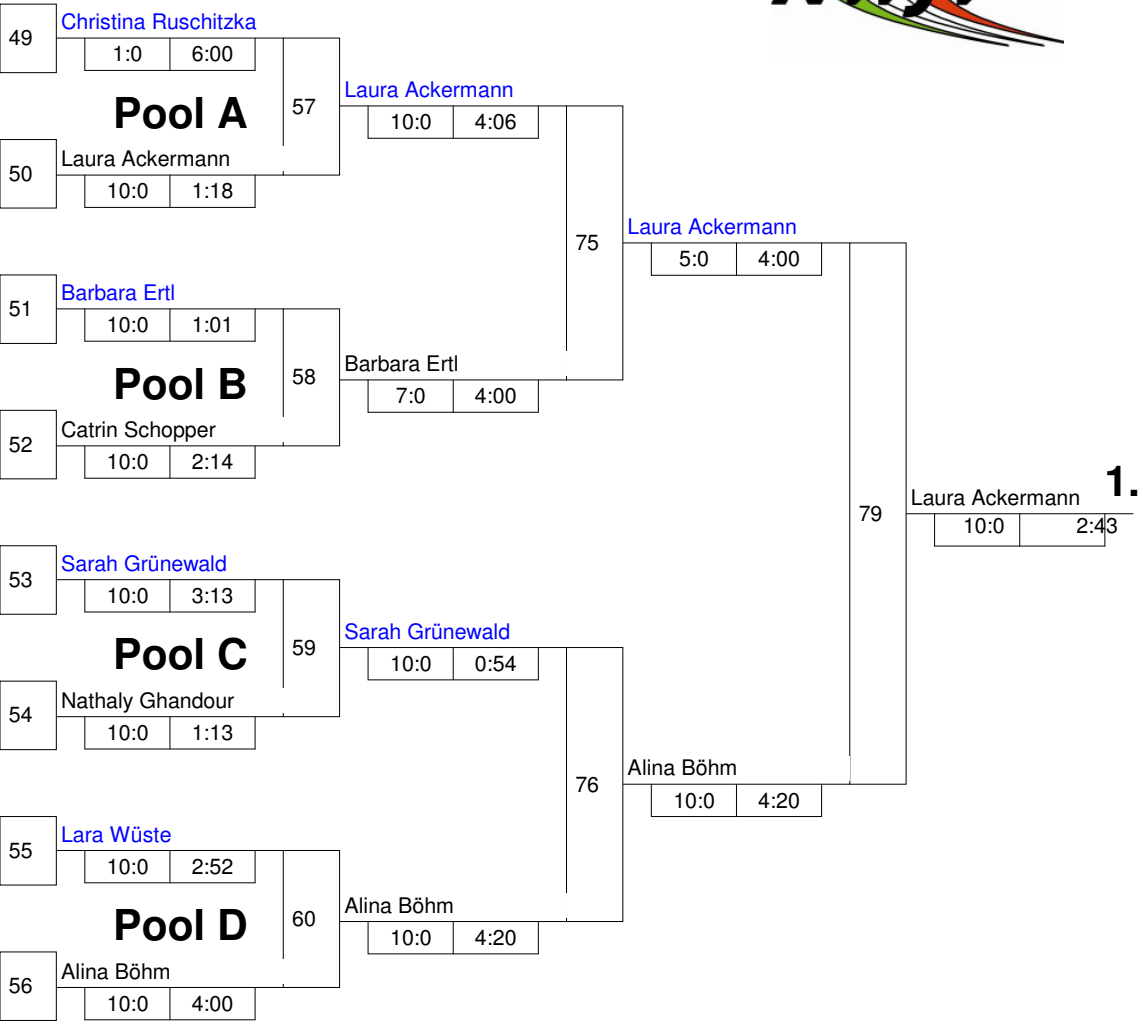 49
Christina Ruschitzka
1:0 6:00
Pool A
57
Laura Ackermann
10:0 4:06
50
Laura Ackermann
10:0 1:18
75
Laura Ackermann
5:0 4:00
51
Barbara Ertl
10:0 1:01
Pool B
58
Barbara Ertl
7:0 4:00
52
Catrin Schopper
10:0 2:14
79
Laura Ackermann 1.
10:0 2:43
53
Sarah Grünewald
10:0 3:13
Pool C
59
Sarah Grünewald
10:0 0:54
54
Nathaly Ghandour
10:0 1:13
76
Alina Böhm
10:0 4:20
55
Lara Wüste
10:0 2:52
Pool D
60
Alina Böhm
10:0 4:20
56
Alina Böhm
10:0 4:00